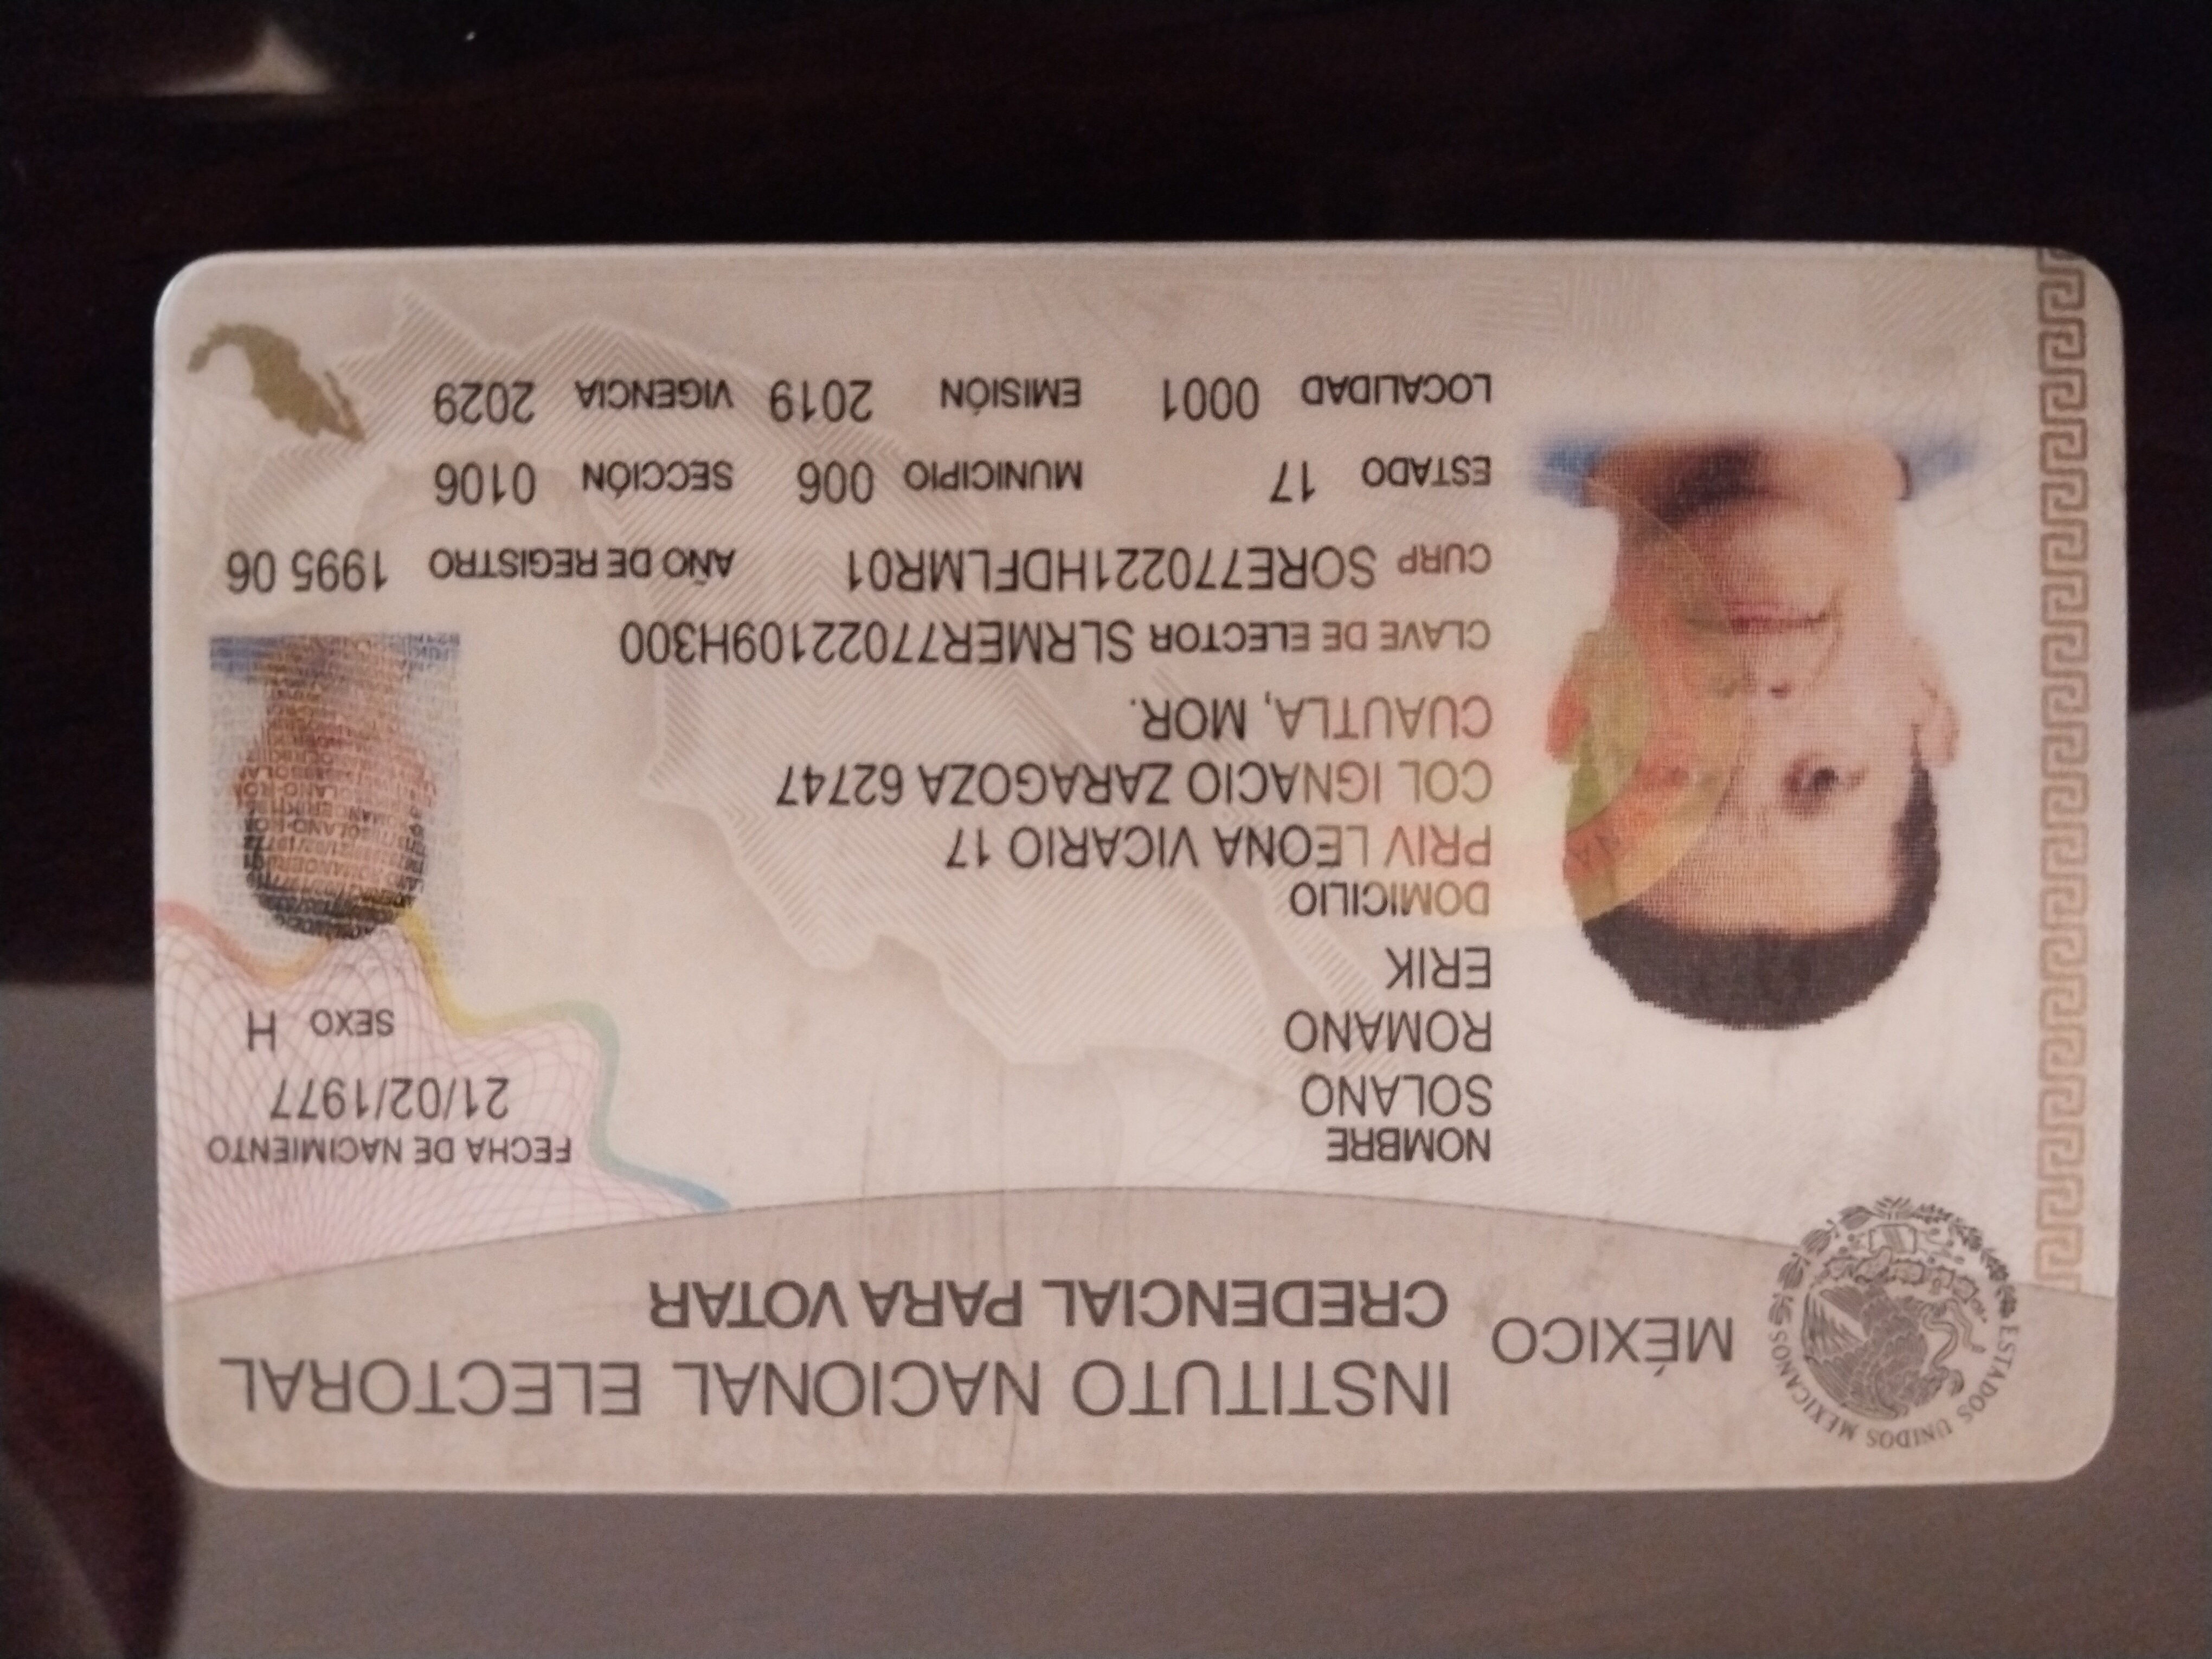 MÉXICO
INSTITUTO NACIONAL ELECTORAL
CREDENCIAL PARA VOTAR
ESTADOS UNIDOS MEXICANOS
NOMBRE
SOLANO
ROMANO
ERIK
FECHA DE NACIMIENTO
21/02/1977
SEXO H
DOMICILIO
PRIV LEONA VICARIO 17
COL IGNACIO ZARAGOZA 62747
CUAUTLA, MOR.
CLAVE DE ELECTOR SLRMER77022109H300
CURP SORE770221HDFLMR01 AÑO DE REGISTRO 1995 06
ESTADO 17 MUNICIPIO 006 SECCIÓN 0106
LOCALIDAD 0001 EMISIÓN 2019 VIGENCIA 2029